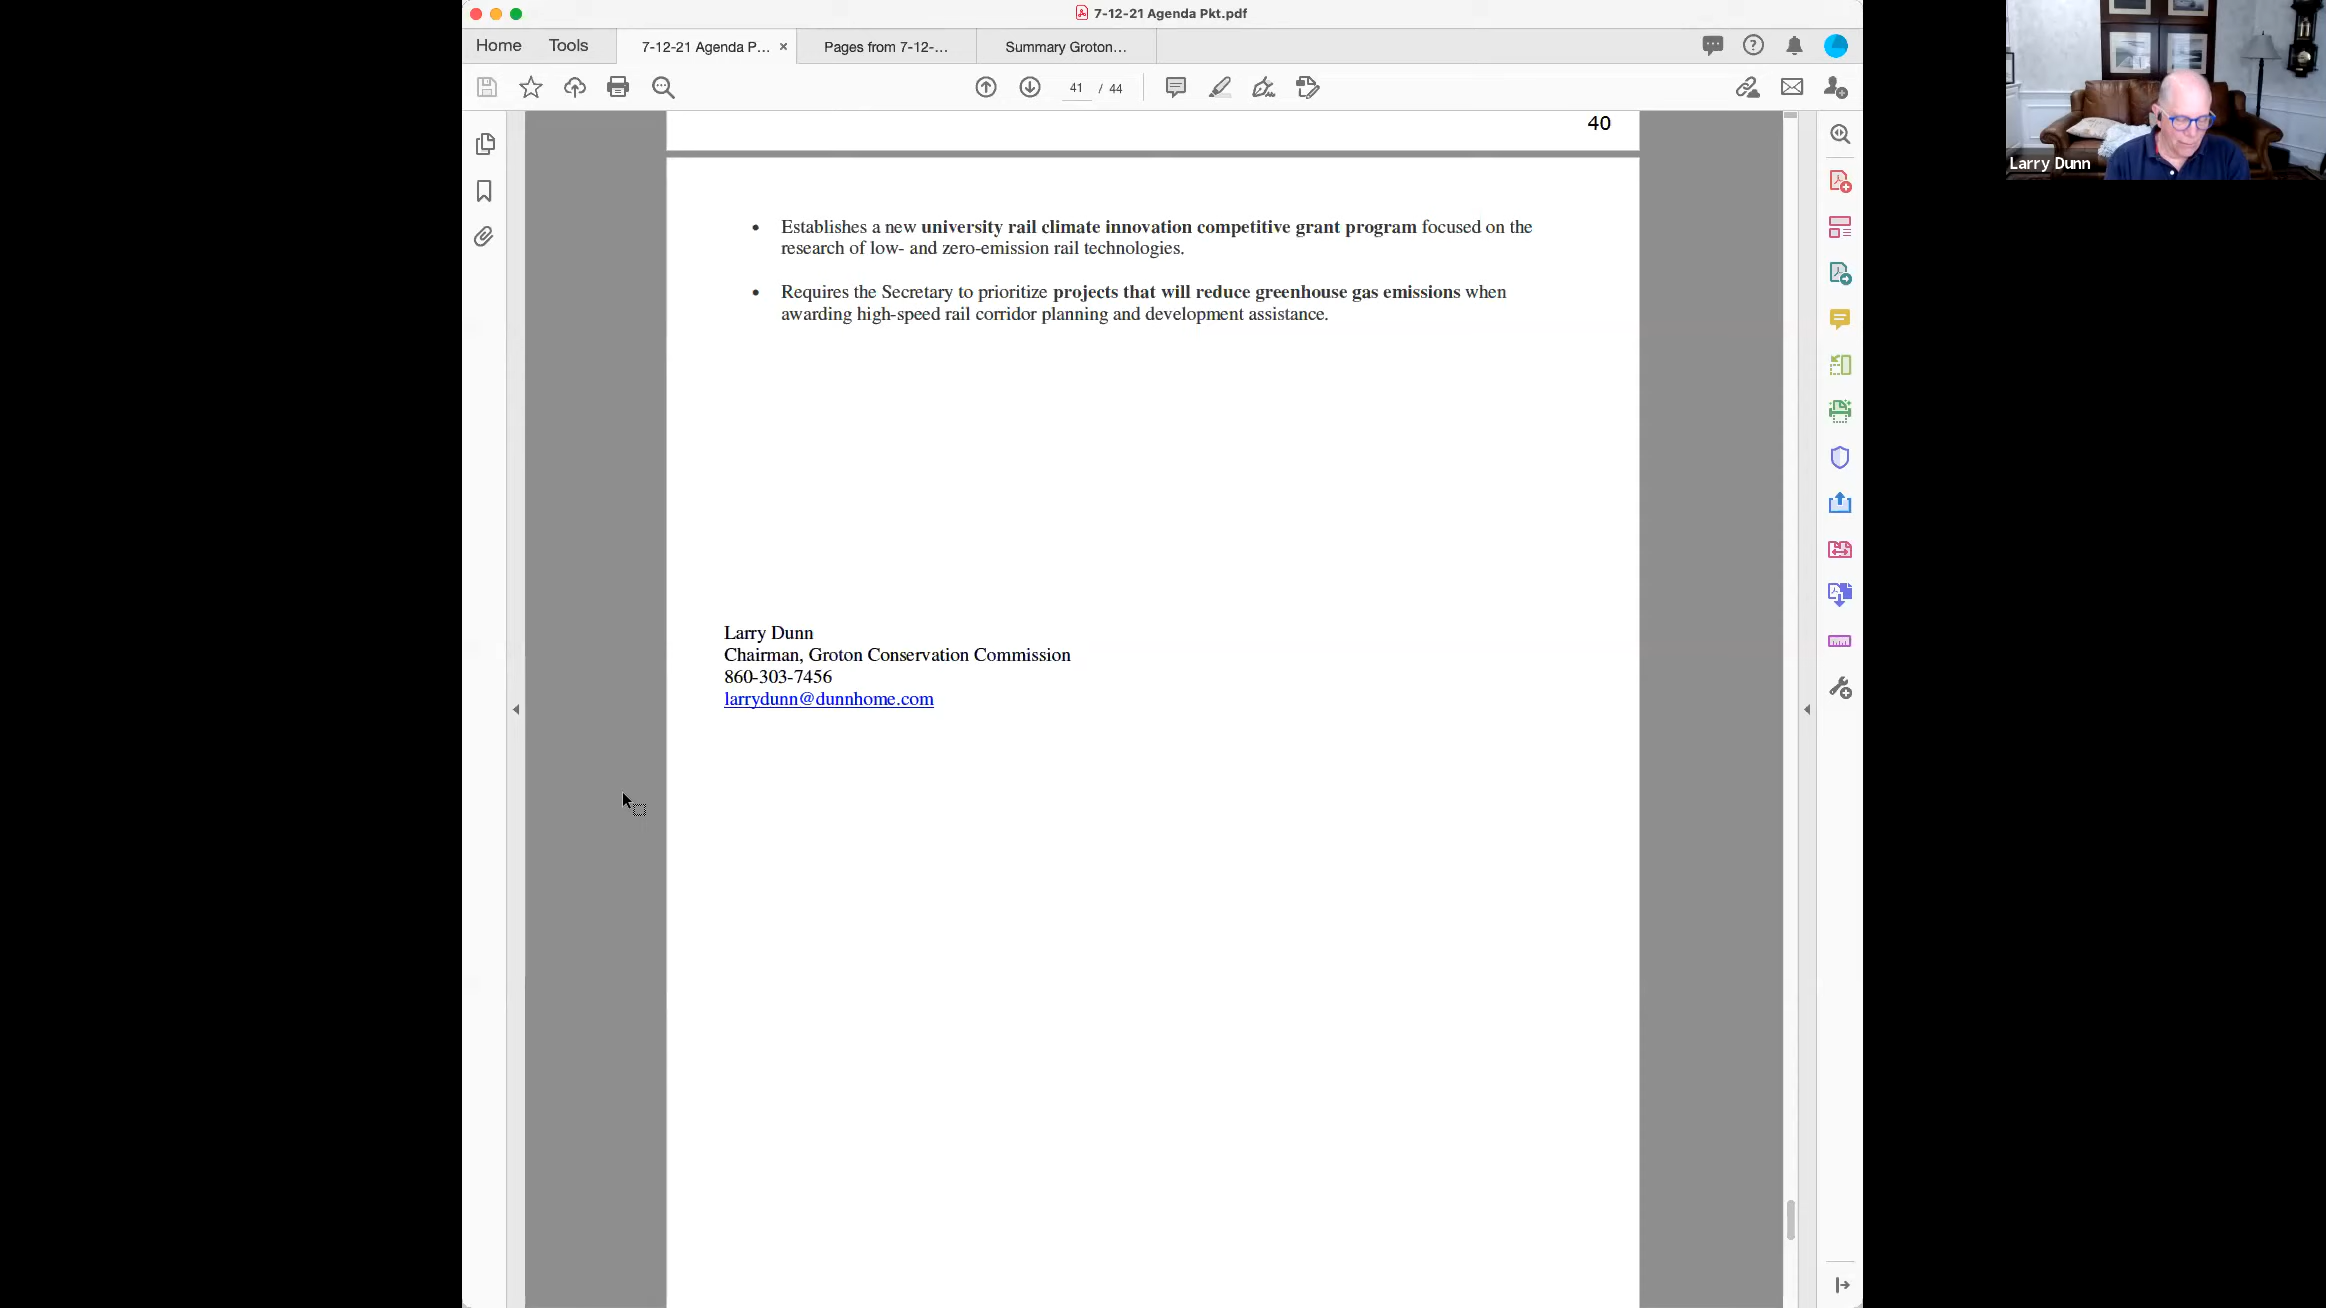 7-12-21 Agenda Pkt.pdf
Home Tools 7-12-21 Agenda P... × Pages from 7-12-... Summary Groton...
41 / 44
40
• Establishes a new university rail climate innovation competitive grant program focused on the
research of low- and zero-emission rail technologies.
• Requires the Secretary to prioritize projects that will reduce greenhouse gas emissions when
awarding high-speed rail corridor planning and development assistance.
Larry Dunn
Chairman, Groton Conservation Commission
860-303-7456
larrydunn@dunnhome.com
Larry Dunn